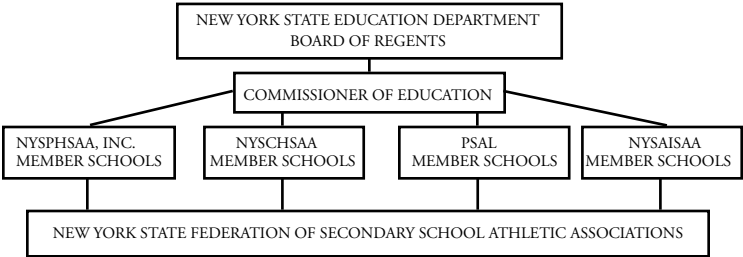 NEW YORK STATE EDUCATION DEPARTMENT
BOARD OF REGENTS
COMMISSIONER OF EDUCATION
NYSPHSAA, INC.
MEMBER SCHOOLS
NYSCHSAA
MEMBER SCHOOLS
PSAL
MEMBER SCHOOLS
NYSAISAA
MEMBER SCHOOLS
NEW YORK STATE FEDERATION OF SECONDARY SCHOOL ATHLETIC ASSOCIATIONS